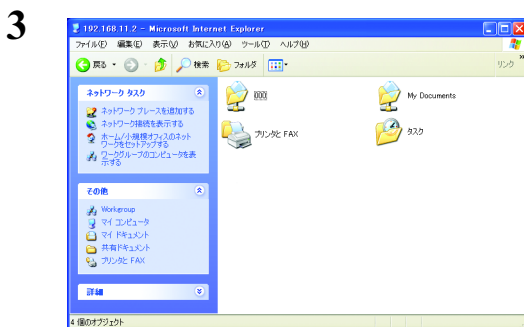 3
192.168.11.2 - Microsoft Internet Explorer
ファイル(F) 編集(E) 表示(V) お気に入り(A) ツール(T) ヘルプ(H)
戻る 検索 フォルダ リンク »
ネットワーク タスク
ネットワーク プレースを追加する
ネットワーク接続を表示する
ホーム/小規模オフィスのネット
ワークをセットアップする
ワークグループのコンピュータを表
示する
その他
Workgroup
マイ コンピュータ
マイ ドキュメント
共有ドキュメント
プリンタと FAX
詳細
My Documents
プリンタと FAX
タスク
4 個のオブジェクト